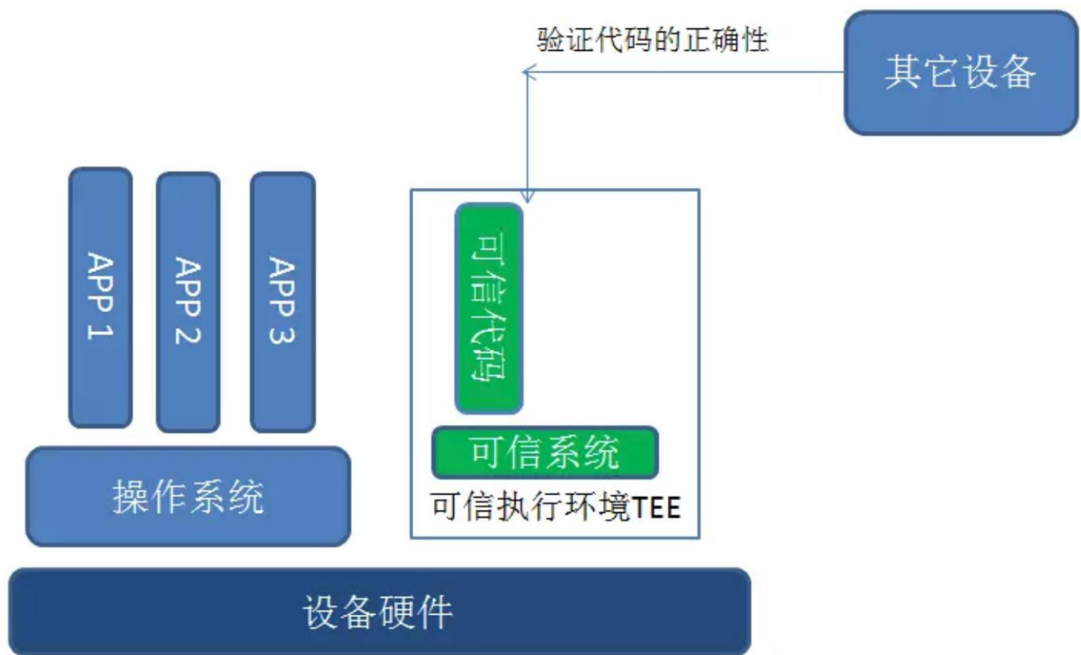 验证代码的正确性
其它设备
APP 1
APP 2
APP 3
可信代码
可信系统
可信执行环境TEE
操作系统
设备硬件